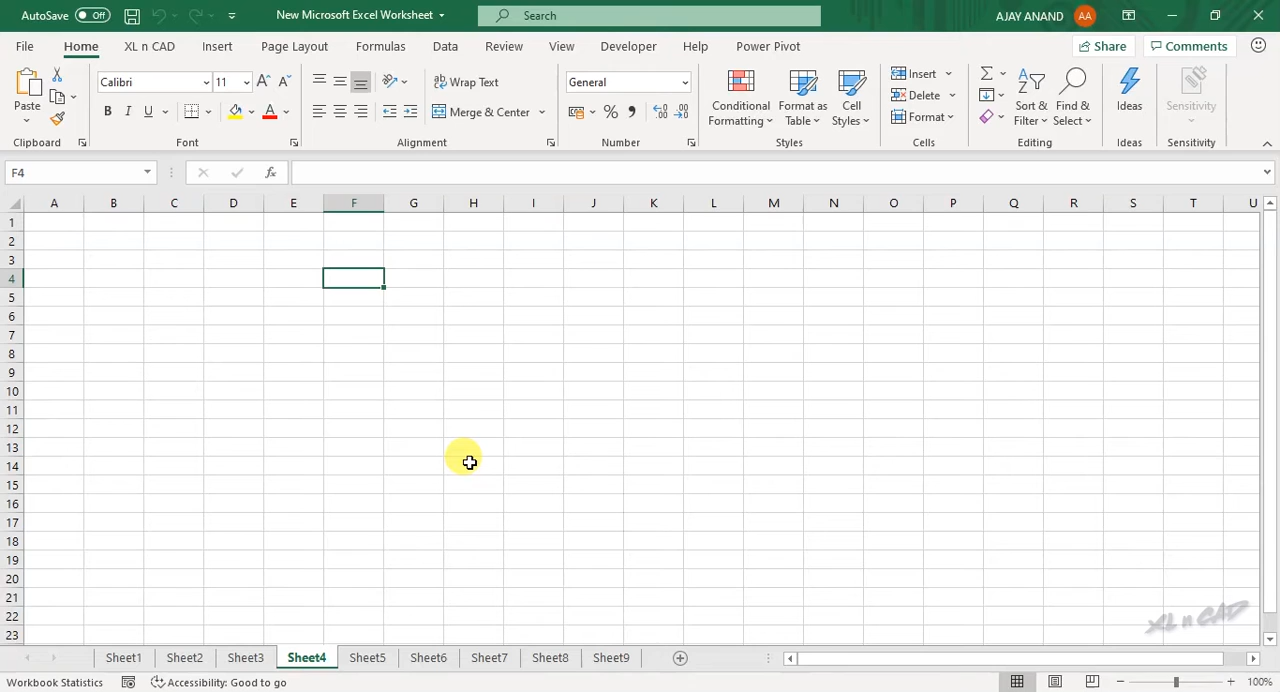 AutoSave Off New Microsoft Excel Worksheet Search AJAY ANAND AA
File Home XL n CAD Insert Page Layout Formulas Data Review View Developer Help Power Pivot Share Comments
Paste Calibri 11 A A Wrap Text General Conditional Formatting Format as Table Cell Styles Insert Sort & Filter Find & Select Ideas Sensitivity
B I U A Merge & Center % , Delete
Format
Clipboard Font Alignment Number Styles Cells Editing Ideas Sensitivity
F4 fx
A B C D E F G H I J K L M N O P Q R S T U
1
2
3
4
5
6
7
8
9
10
11
12
13
14
15
16
17
18
19
20
21
22
23
XL n CAD
Sheet1 Sheet2 Sheet3 Sheet4 Sheet5 Sheet6 Sheet7 Sheet8 Sheet9
Workbook Statistics Accessibility: Good to go 100%